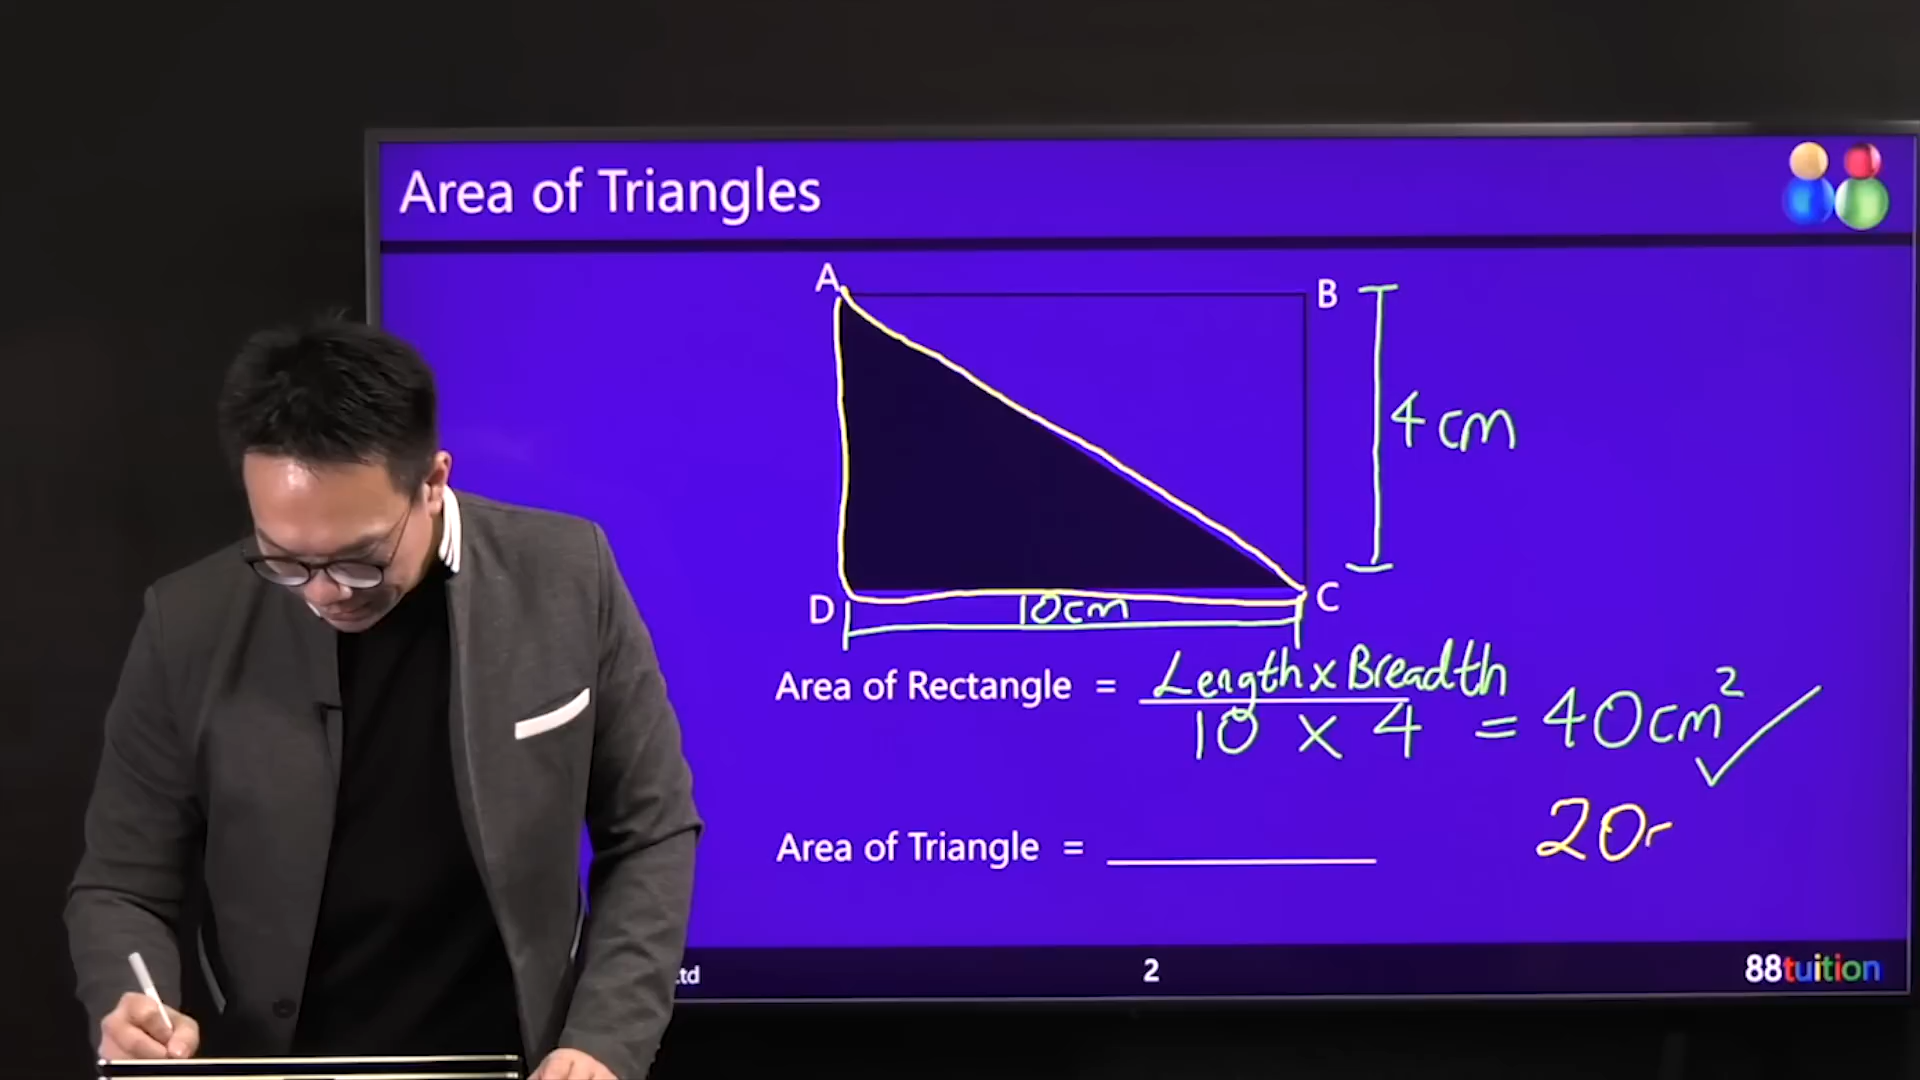 Area of Triangles
A
B
4 cm
D
10cm
C
Area of Rectangle = Length x Breadth
10 x 4 = 40cm²
20
Area of Triangle =
td
2
88tuition